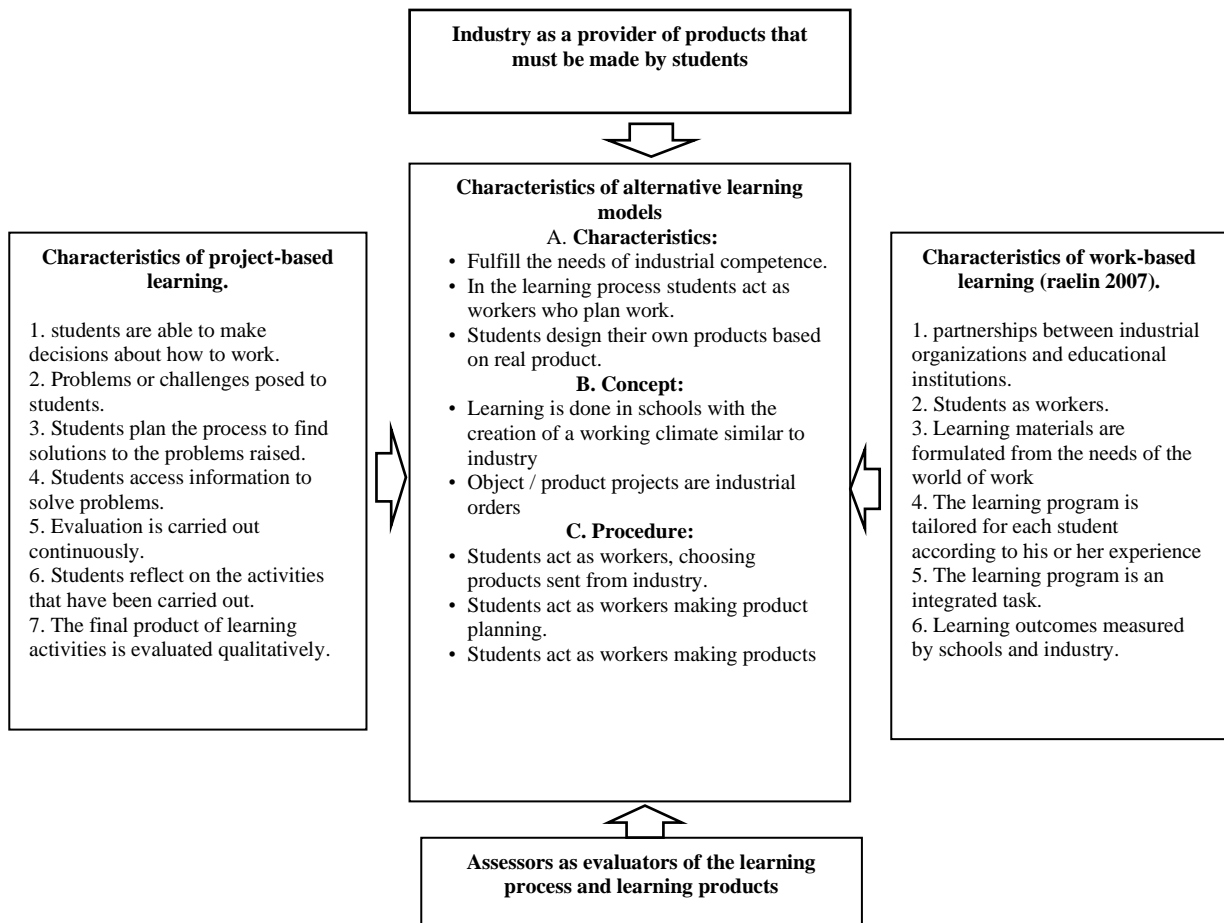 Industry as a provider of products that
must be made by students
Characteristics of project-based
learning.
1. students are able to make
decisions about how to work.
2. Problems or challenges posed to
students.
3. Students plan the process to find
solutions to the problems raised.
4. Students access information to
solve problems.
5. Evaluation is carried out
continuously.
6. Students reflect on the activities
that have been carried out.
7. The final product of learning
activities is evaluated qualitatively.
Characteristics of alternative learning
models
A. Characteristics:
• Fulfill the needs of industrial competence.
• In the learning process students act as
workers who plan work.
• Students design their own products based
on real product.
B. Concept:
• Learning is done in schools with the
creation of a working climate similar to
industry
• Object / product projects are industrial
orders
C. Procedure:
• Students act as workers, choosing
products sent from industry.
• Students act as workers making product
planning.
• Students act as workers making products
Characteristics of work-based
learning (raelin 2007).
1. partnerships between industrial
organizations and educational
institutions.
2. Students as workers.
3. Learning materials are
formulated from the needs of the
world of work
4. The learning program is
tailored for each student
according to his or her experience
5. The learning program is an
integrated task.
6. Learning outcomes measured
by schools and industry.
Assessors as evaluators of the learning
process and learning products